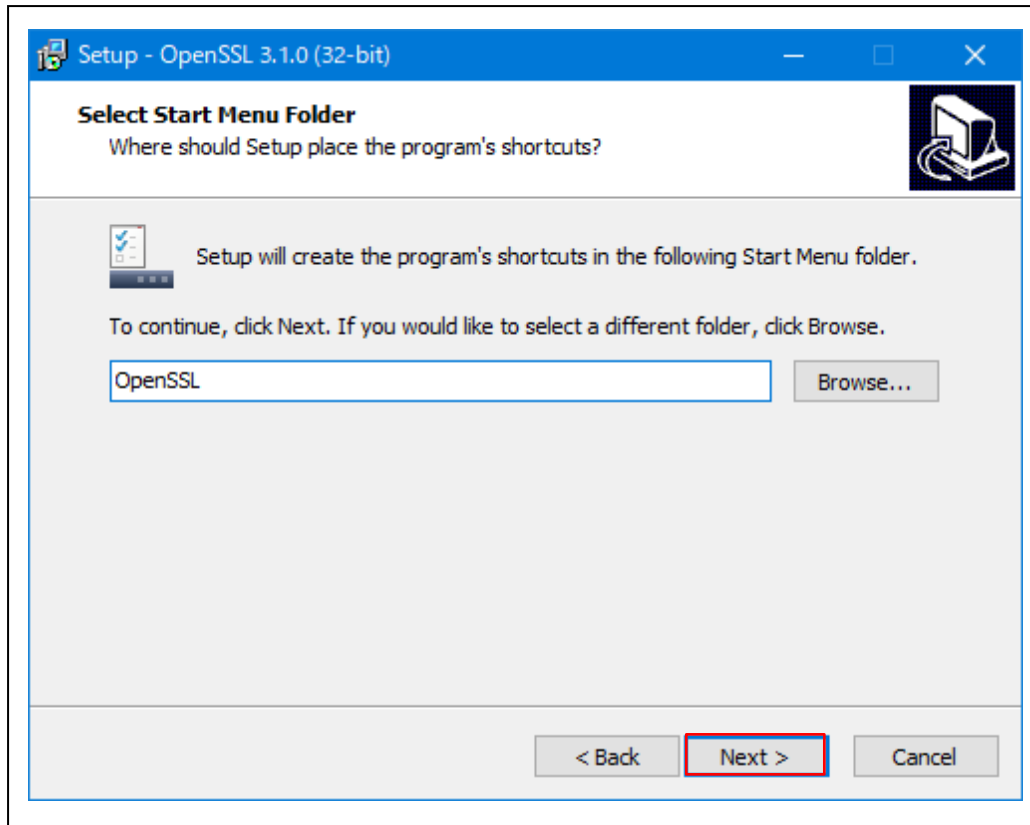 Setup - OpenSSL 3.1.0 (32-bit)
Select Start Menu Folder
Where should Setup place the program's shortcuts?
Setup will create the program's shortcuts in the following Start Menu folder.
To continue, click Next. If you would like to select a different folder, click Browse.
OpenSSL
Browse...
< Back
Next >
Cancel